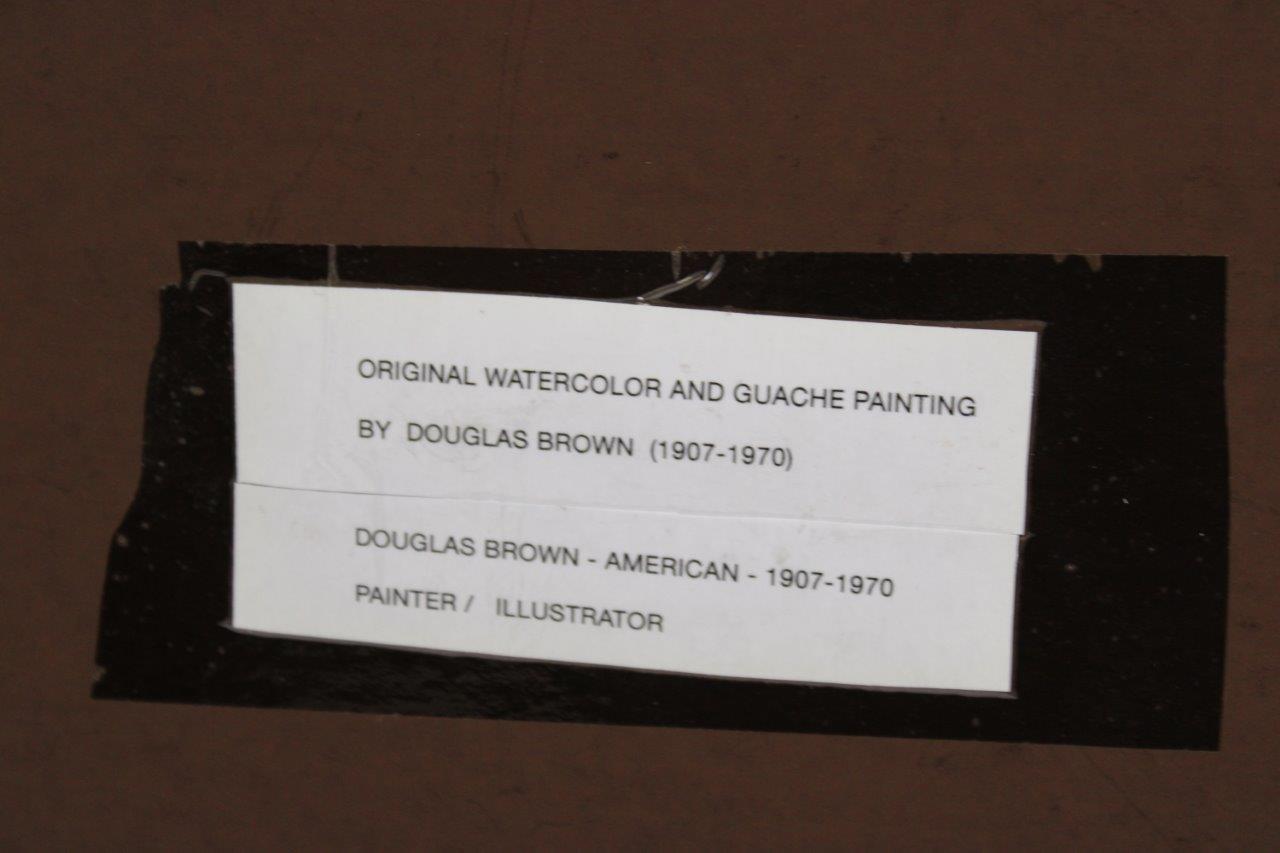 ORIGINAL WATERCOLOR AND GUACHE PAINTING
BY DOUGLAS BROWN (1907-1970)
DOUGLAS BROWN - AMERICAN - 1907-1970
PAINTER / ILLUSTRATOR